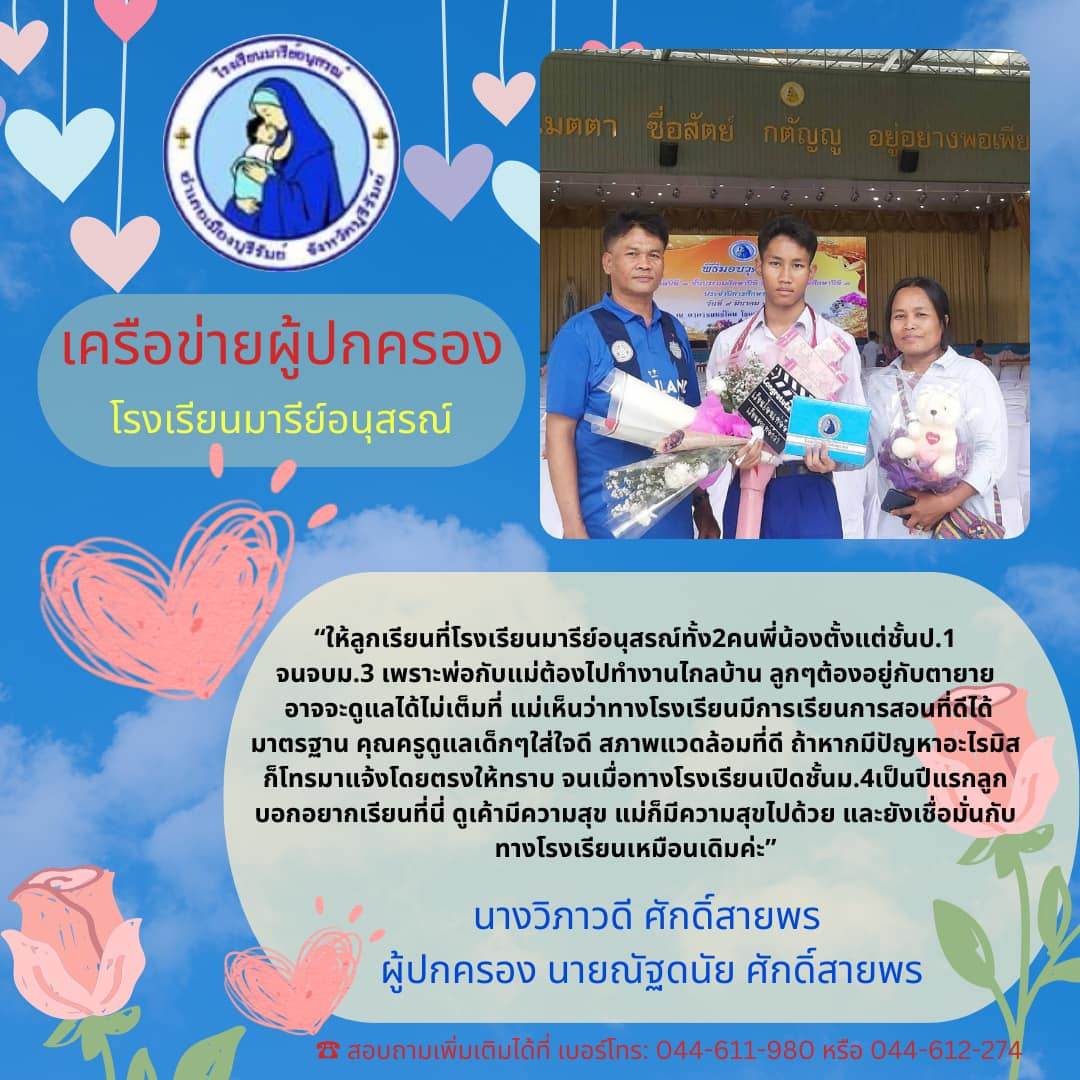 โรงเรียนมารีย์อนุสรณ์
อำเภอเมืองบุรีรัมย์ จังหวัดบุรีรัมย์
เมตตา ซื่อสัตย์ กตัญญู อยู่อย่างพอเพีย
เครือข่ายผู้ปกครอง
โรงเรียนมารีย์อนุสรณ์
“ให้ลูกเรียนที่โรงเรียนมารีย์อนุสรณ์ทั้ง2คนพี่น้องตั้งแต่ชั้นป.1
จนจบม.3 เพราะพ่อกับแม่ต้องไปทำงานไกลบ้าน ลูกๆต้องอยู่กับตายาย
อาจจะดูแลได้ไม่เต็มที่ แม่เห็นว่าทางโรงเรียนมีการเรียนการสอนที่ดีได้
มาตรฐาน คุณครูดูแลเด็กๆใส่ใจดี สภาพแวดล้อมที่ดี ถ้าหากมีปัญหาอะไรมิส
ก็โทรมาแจ้งโดยตรงให้ทราบ จนเมื่อทางโรงเรียนเปิดชั้นม.4เป็นปีแรกลูก
บอกอยากเรียนที่นี่ ดูเค้ามีความสุข แม่ก็มีความสุขไปด้วย และยังเชื่อมั่นกับ
ทางโรงเรียนเหมือนเดิมค่ะ”
นางวิภาวดี ศักดิ์สายพร
ผู้ปกครอง นายณัฐดนัย ศักดิ์สายพร
☎ สอบถามเพิ่มเติมได้ที่ เบอร์โทร: 044-611-980 หรือ 044-612-274